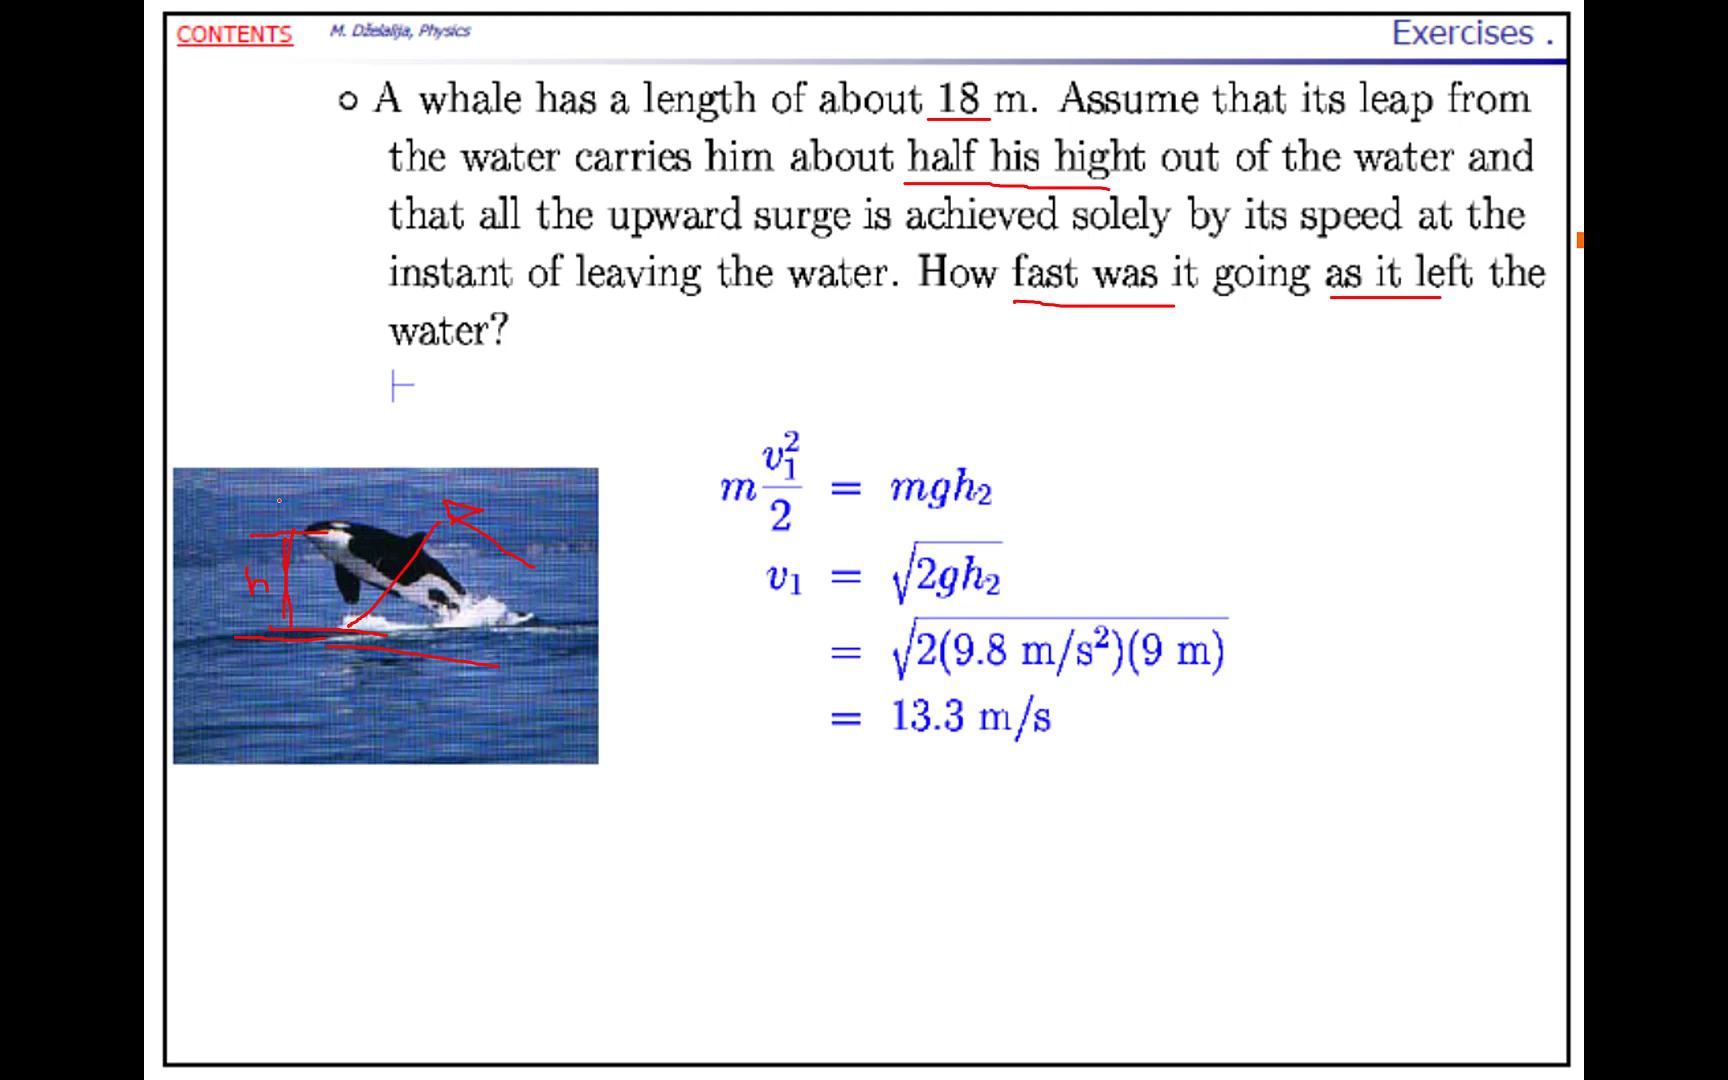 CONTENTS M. Dželalija, Physics Exercises .
○ A whale has a length of about 18 m. Assume that its leap from
the water carries him about half his hight out of the water and
that all the upward surge is achieved solely by its speed at the
instant of leaving the water. How fast was it going as it left the
water?
⊢
m v₁²/2 = mgh₂
v₁ = √2gh₂
= √2(9.8 m/s²)(9 m)
= 13.3 m/s
h